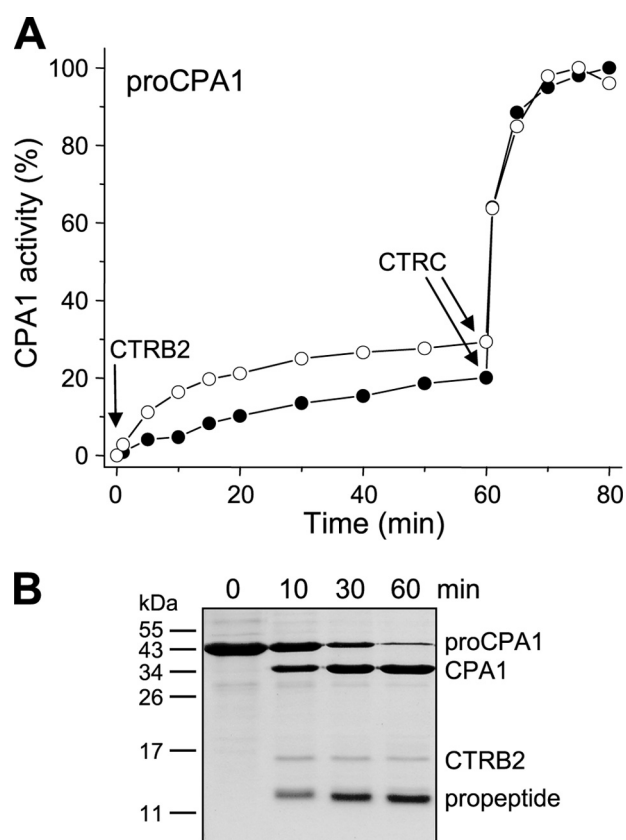 A
proCPA1
CPA1 activity (%)
100
80
60
40
20
0
CTRC
CTRB2
0 20 40 60 80
Time (min)
B
0 10 30 60 min
kDa
55
43
34
26
17
11
proCPA1
CPA1
CTRB2
propeptide